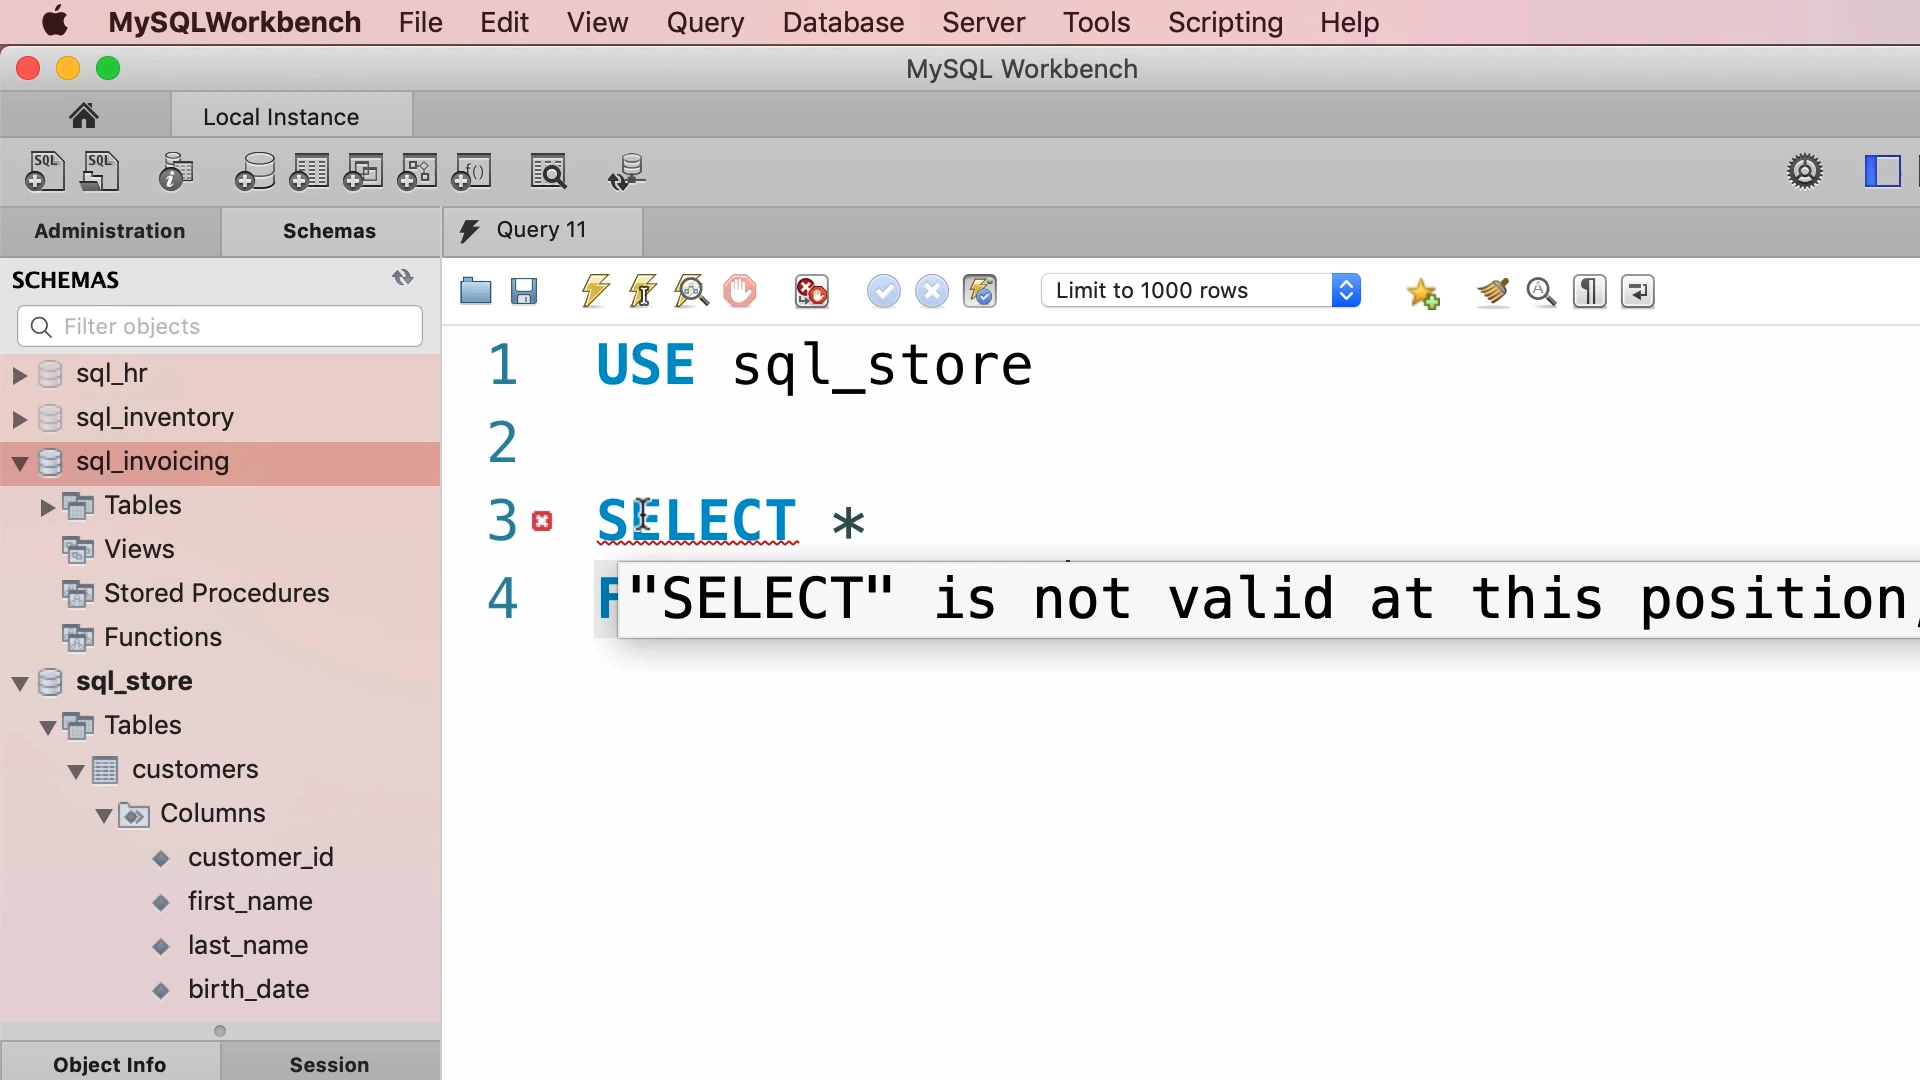 MySQLWorkbench File Edit View Query Database Server Tools Scripting Help
MySQL Workbench
Local Instance
SQL SQL
Administration Schemas Query 11
SCHEMAS
Filter objects
Limit to 1000 rows
sql_hr
sql_inventory
sql_invoicing
Tables
Views
Stored Procedures
Functions
sql_store
Tables
customers
Columns
customer_id
first_name
last_name
birth_date
Object Info Session
1 USE sql_store
2
3 SELECT *
4 F
"SELECT" is not valid at this position,